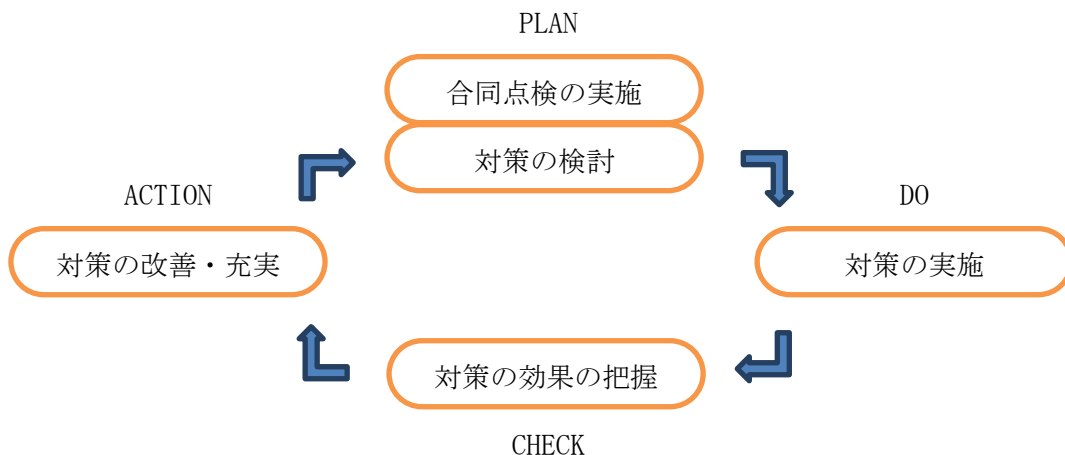 PLAN
合同点検の実施
対策の検討
ACTION
DO
対策の改善・充実
対策の実施
対策の効果の把握
CHECK